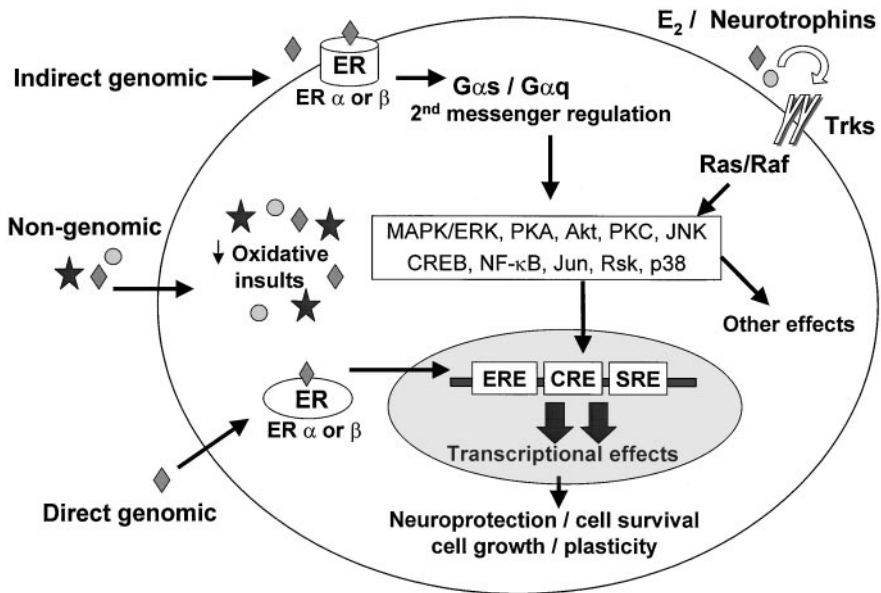 E₂ / Neurotrophins
Indirect genomic
ER
ER α or β
Gαs / Gαq
2nd messenger regulation
Trks
Ras/Raf
Non-genomic
↓ Oxidative
insults
MAPK/ERK, PKA, Akt, PKC, JNK
CREB, NF-κB, Jun, Rsk, p38
Other effects
ER
ER α or β
ERE CRE SRE
Transcriptional effects
Direct genomic
Neuroprotection / cell survival
cell growth / plasticity